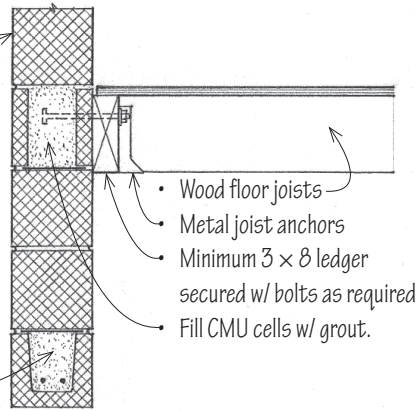 • Wood floor joists
• Metal joist anchors
• Minimum 3 × 8 ledger
secured w/ bolts as required
• Fill CMU cells w/ grout.